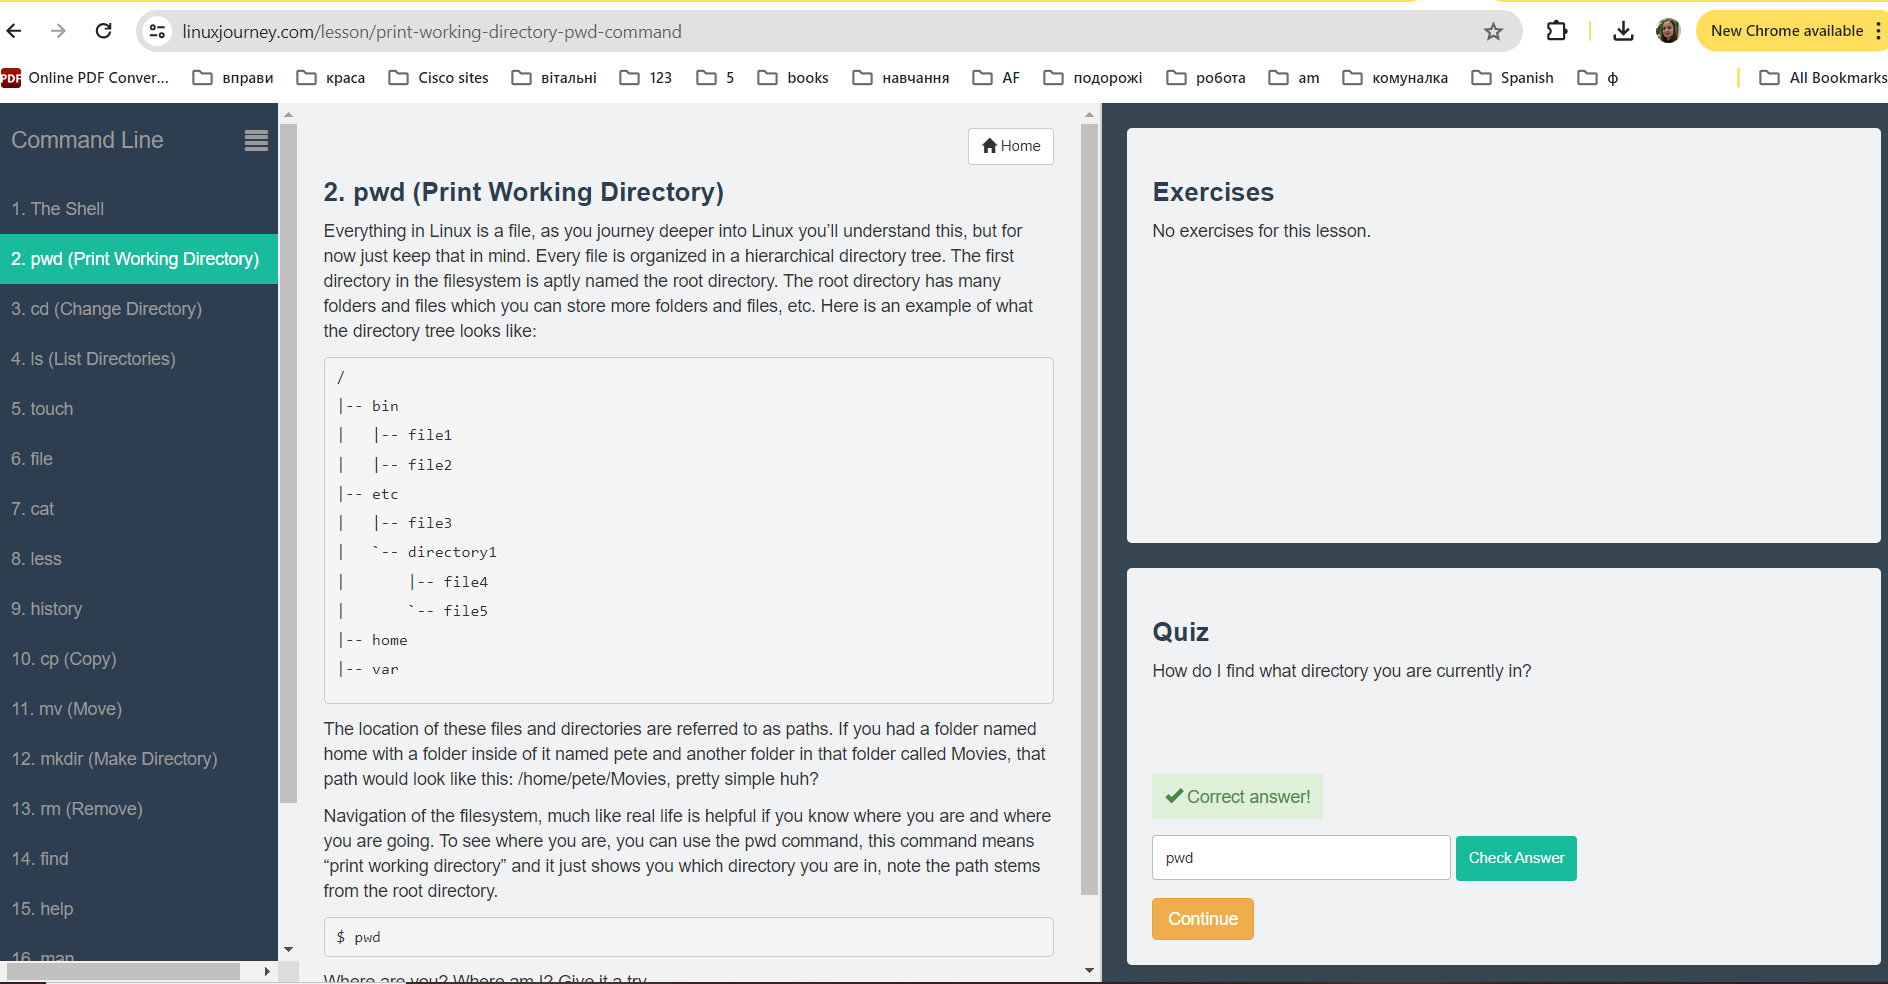 linuxjourney.com/lesson/print-working-directory-pwd-command
New Chrome available
PDF Online PDF Conver... вправи краса Cisco sites вітальні 123 5 books навчання AF подорожі робота am комуналка Spanish ф All Bookmarks
Command Line
1. The Shell
2. pwd (Print Working Directory)
3. cd (Change Directory)
4. ls (List Directories)
5. touch
6. file
7. cat
8. less
9. history
10. cp (Copy)
11. mv (Move)
12. mkdir (Make Directory)
13. rm (Remove)
14. find
15. help
16. man
Home
2. pwd (Print Working Directory)
Everything in Linux is a file, as you journey deeper into Linux you’ll understand this, but for
now just keep that in mind. Every file is organized in a hierarchical directory tree. The first
directory in the filesystem is aptly named the root directory. The root directory has many
folders and files which you can store more folders and files, etc. Here is an example of what
the directory tree looks like:
/
|-- bin
|   |-- file1
|   |-- file2
|-- etc
|   |-- file3
|   `-- directory1
|       |-- file4
|       `-- file5
|-- home
|-- var
The location of these files and directories are referred to as paths. If you had a folder named
home with a folder inside of it named pete and another folder in that folder called Movies, that
path would look like this: /home/pete/Movies, pretty simple huh?
Navigation of the filesystem, much like real life is helpful if you know where you are and where
you are going. To see where you are, you can use the pwd command, this command means
“print working directory” and it just shows you which directory you are in, note the path stems
from the root directory.
$ pwd
Where are you? Where am I? Give it a try.
Exercises
No exercises for this lesson.
Quiz
How do I find what directory you are currently in?
Correct answer!
pwd
Check Answer
Continue